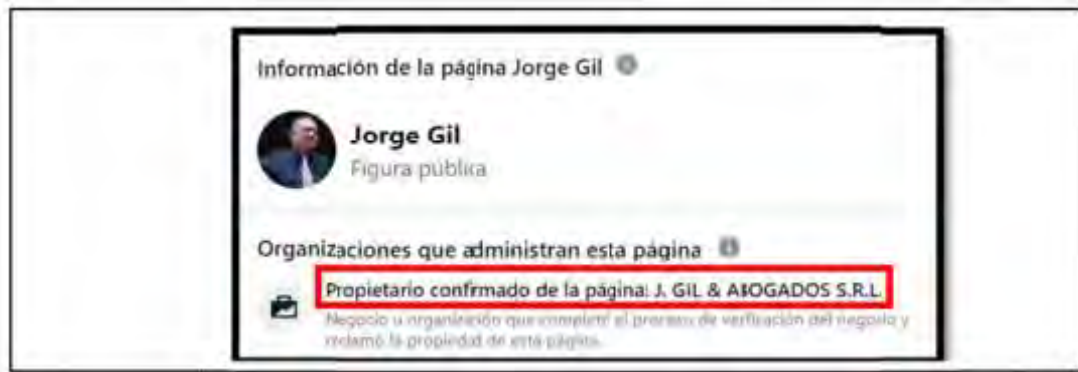 Información de la página Jorge Gil
Jorge Gil
Figura pública
Organizaciones que administran esta página
Propietario confirmado de la página: J. GIL & ABOGADOS S.R.L.
Negocio u organización que completó el proceso de verificación del negocio y
reclamó la propiedad de esta página.